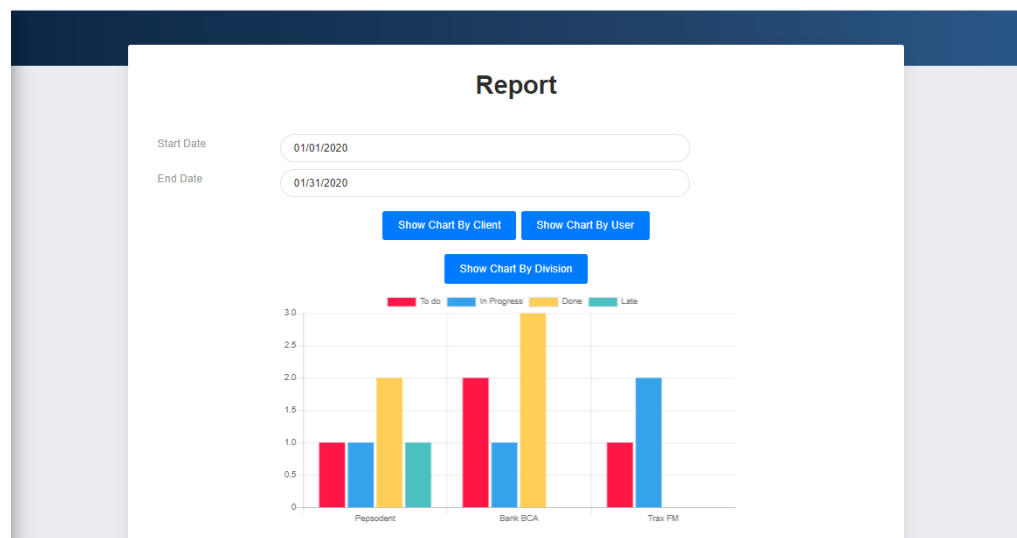 Report
Start Date 01/01/2020
End Date 01/31/2020
Show Chart By Client Show Chart By User
Show Chart By Division
To do In Progress Done Late
3.0
2.5
2.0
1.5
1.0
0.5
0
Pepsodent Bank BCA Trax FM